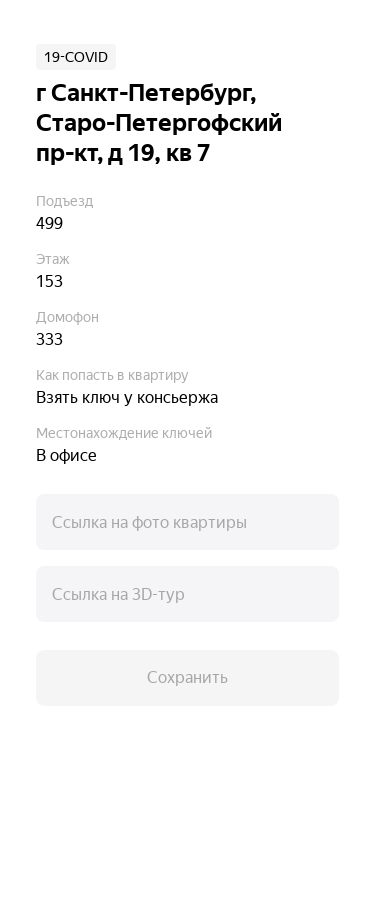 19-COVID
г Санкт-Петербург,
Старо-Петергофский
пр-кт, д 19, кв 7
Подъезд
499
Этаж
153
Домофон
333
Как попасть в квартиру
Взять ключ у консьержа
Местонахождение ключей
В офисе
Ссылка на фото квартиры
Ссылка на 3D-тур
Сохранить